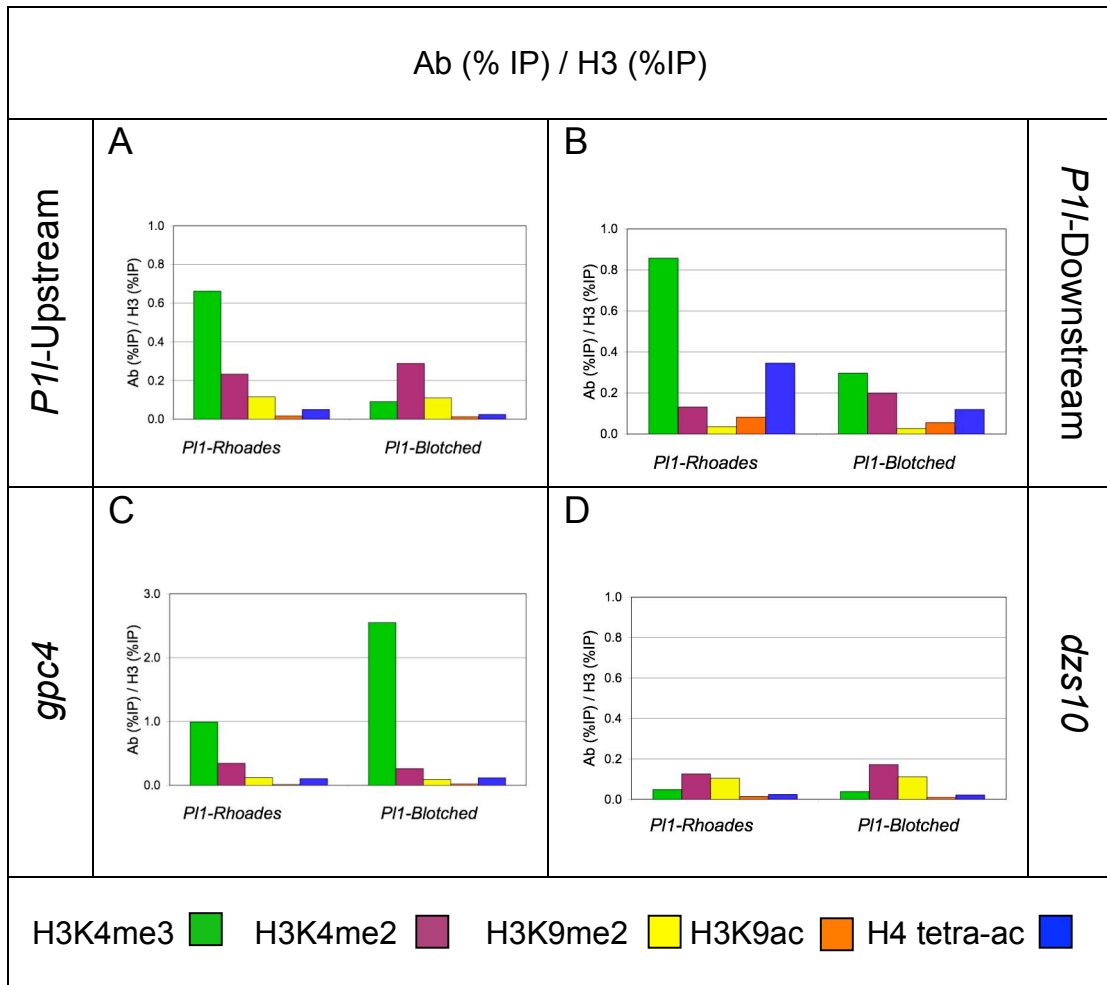 Ab (% IP) / H3 (%IP)
P1l-Upstream
A
Ab (%IP) / H3 (%IP)
1.0
0.8
0.6
0.4
0.2
0.0
Pl1-Rhoades
Pl1-Blotched
B
Ab (%IP) / H3 (%IP)
1.0
0.8
0.6
0.4
0.2
0.0
Pl1-Rhoades
Pl1-Blotched
P1l-Downstream
gpc4
C
Ab (%IP) / H3 (%IP)
3.0
2.0
1.0
0.0
Pl1-Rhoades
Pl1-Blotched
D
Ab (%IP) / H3 (%IP)
1.0
0.8
0.6
0.4
0.2
0.0
Pl1-Rhoades
Pl1-Blotched
dzs10
H3K4me3 H3K4me2 H3K9me2 H3K9ac H4 tetra-ac